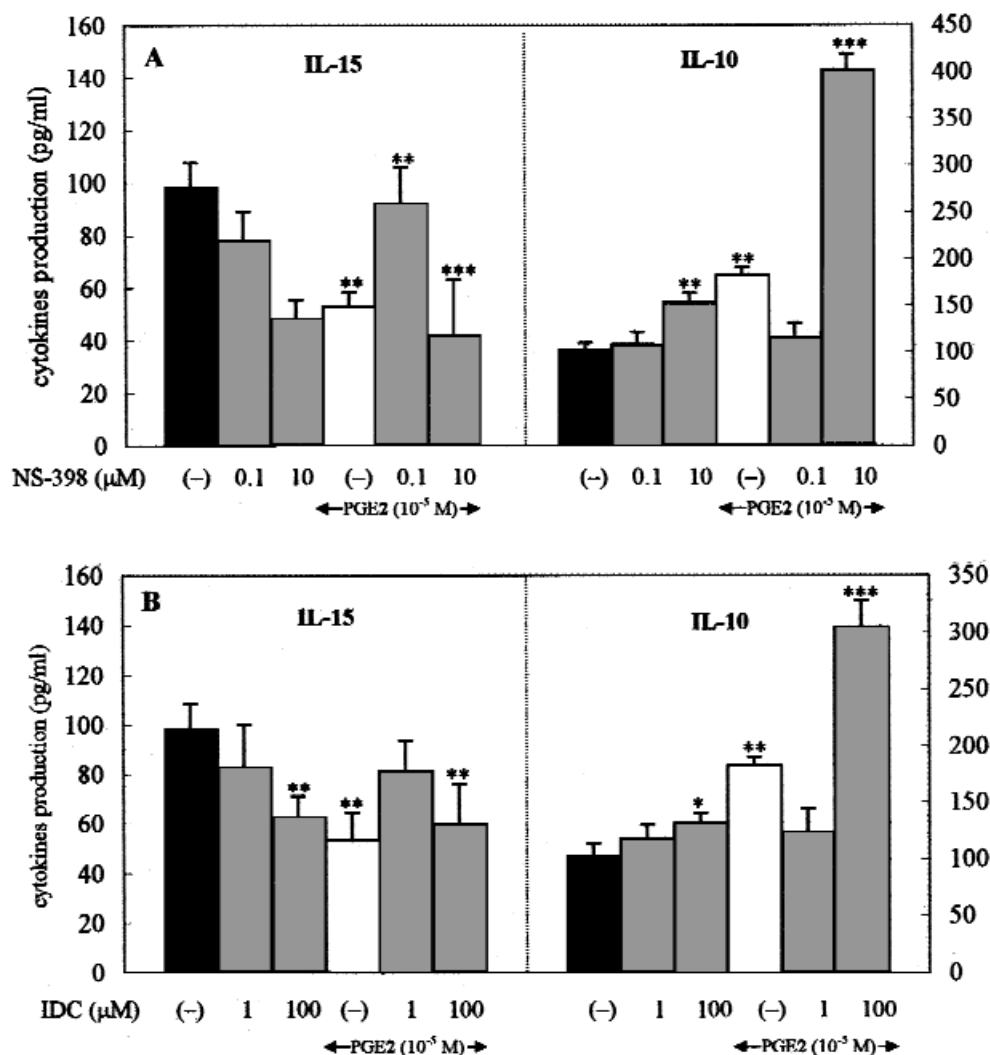 A IL-15 IL-10
cytokines production (pg/ml)
160 140 120 100 80 60 40 20 0
450 400 350 300 250 200 150 100 50 0
** ** *** ** ** ***
NS-398 (μM) (–) 0.1 10 (–) 0.1 10 (–) 0.1 10 (–) 0.1 10
PGE2 (10⁻⁵ M) PGE2 (10⁻⁵ M)
B IL-15 IL-10
cytokines production (pg/ml)
160 140 120 100 80 60 40 20 0
350 300 250 200 150 100 50 0
** ** ** * ** ***
IDC (μM) (–) 1 100 (–) 1 100 (–) 1 100 (–) 1 100
PGE2 (10⁻⁵ M) PGE2 (10⁻⁵ M)